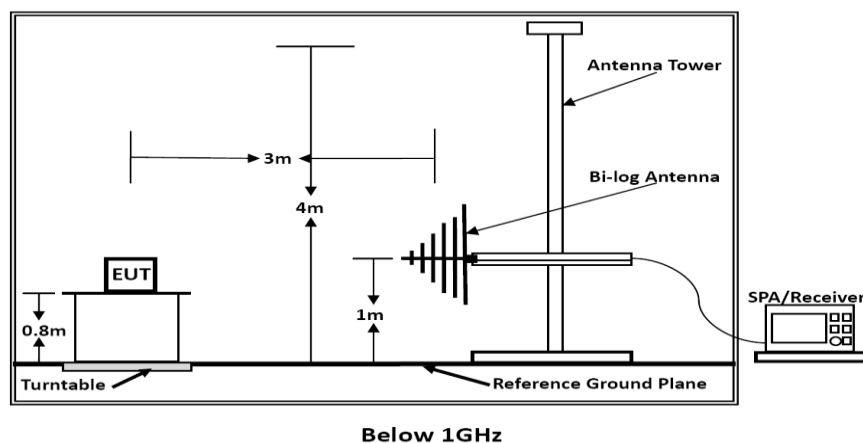 Antenna Tower
3m
Bi-log Antenna
4m
EUT
SPA/Receiver
0.8m
1m
Turntable
Reference Ground Plane
Below 1GHz